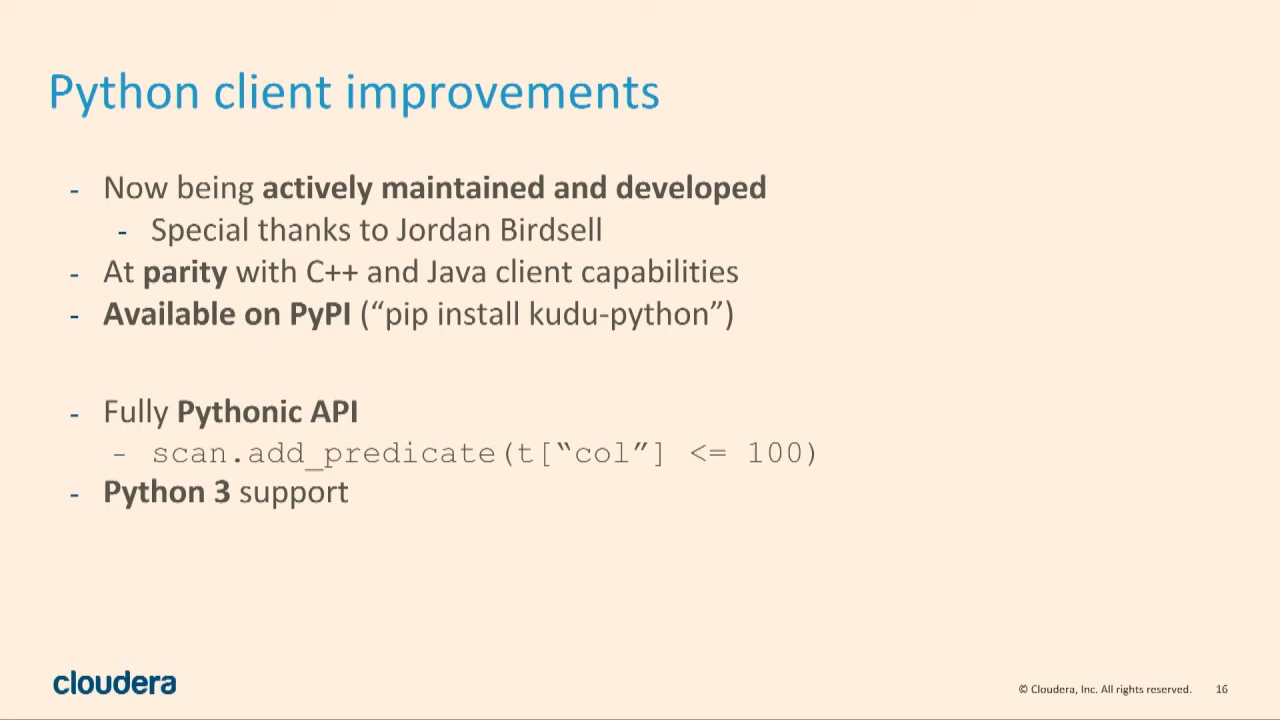 Python client improvements
- Now being actively maintained and developed
- Special thanks to Jordan Birdsell
- At parity with C++ and Java client capabilities
- Available on PyPI (“pip install kudu-python”)
- Fully Pythonic API
- scan.add_predicate(t[“col”] <= 100)
- Python 3 support
cloudera
© Cloudera, Inc. All rights reserved. 16